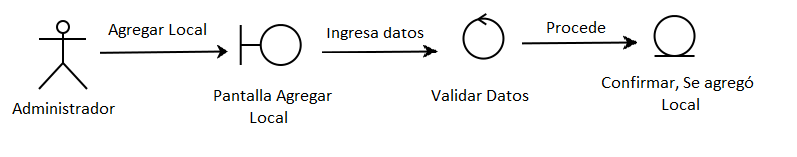 Agregar Local
Ingresa datos
Procede
Administrador
Pantalla Agregar
Local
Validar Datos
Confirmar, Se agregó
Local